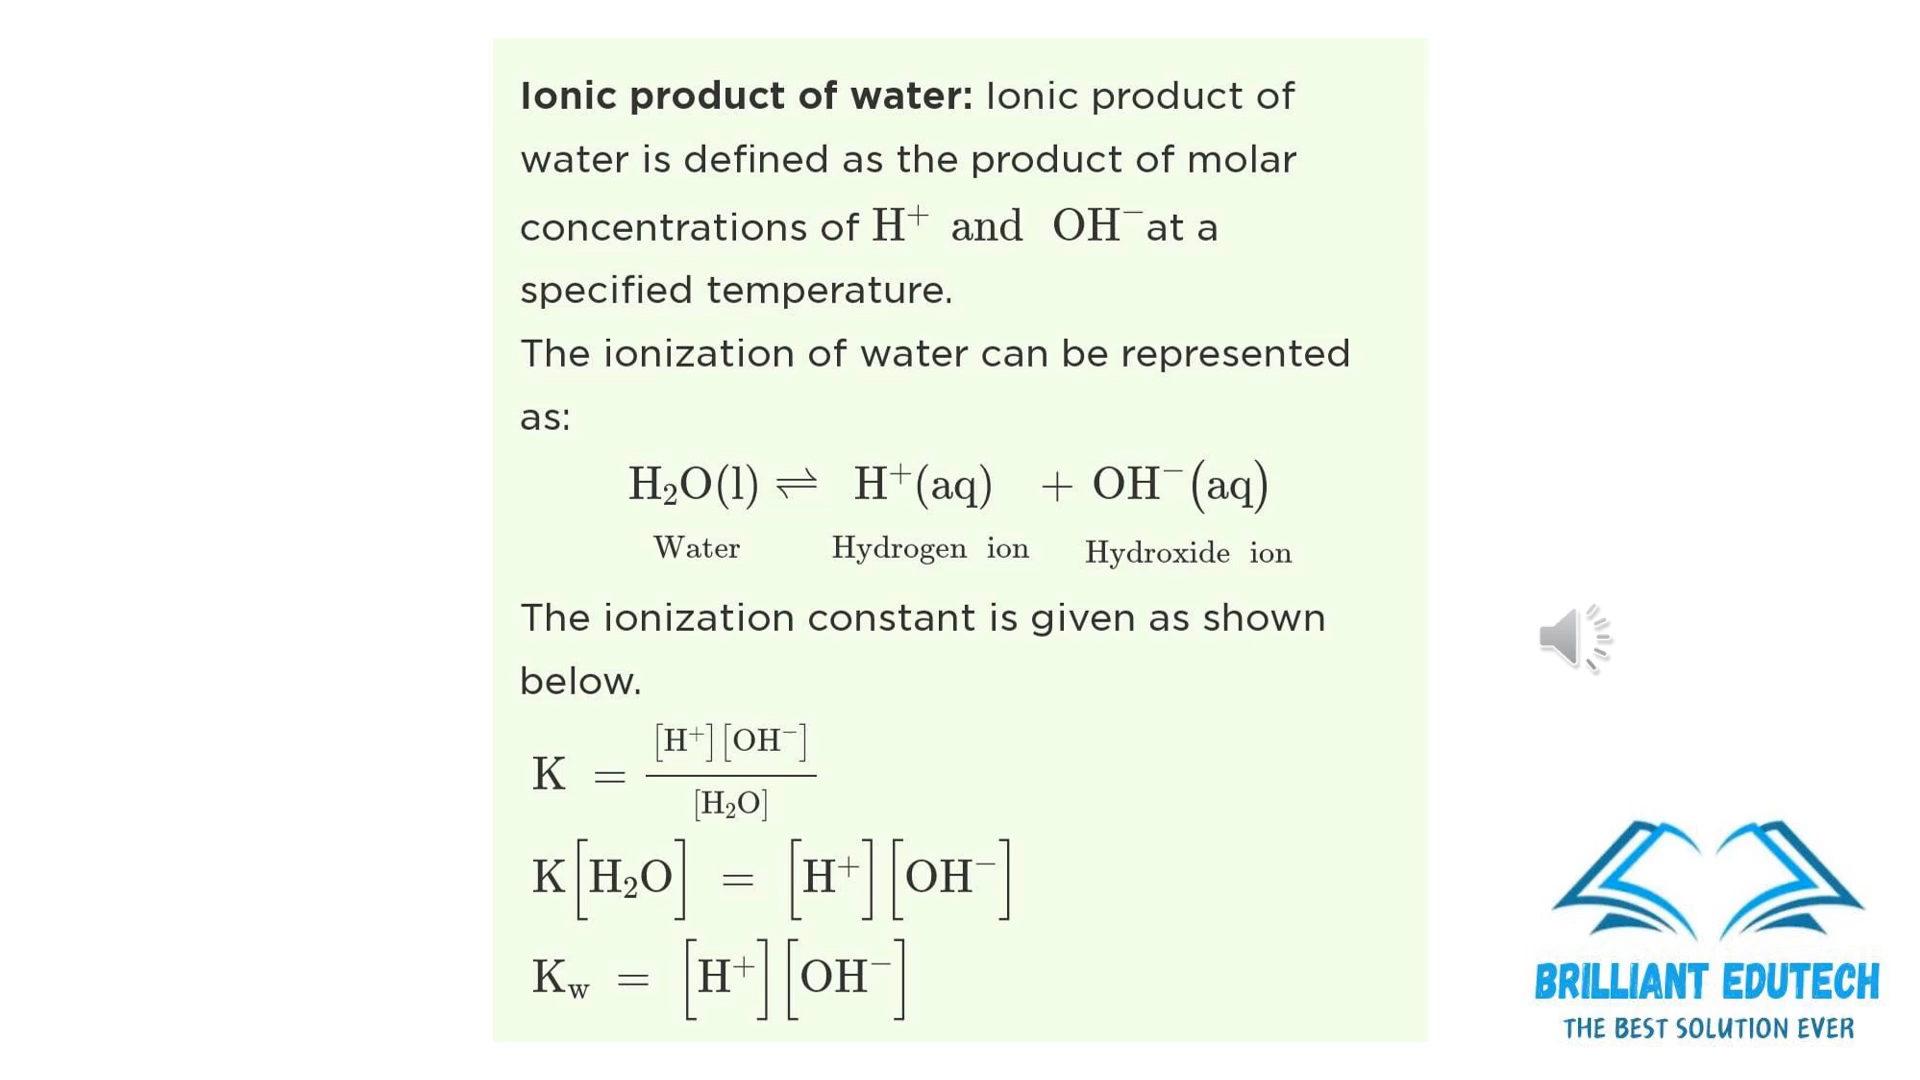 Ionic product of water: Ionic product of
water is defined as the product of molar
concentrations of H⁺ and OH⁻ at a
specified temperature.
The ionization of water can be represented
as:
H₂O(l) ⇌ H⁺(aq) + OH⁻(aq)
Water Hydrogen ion Hydroxide ion
The ionization constant is given as shown
below.
K = [H⁺][OH⁻] / [H₂O]
K[H₂O] = [H⁺][OH⁻]
K_w = [H⁺][OH⁻]
BRILLIANT EDUTECH
THE BEST SOLUTION EVER